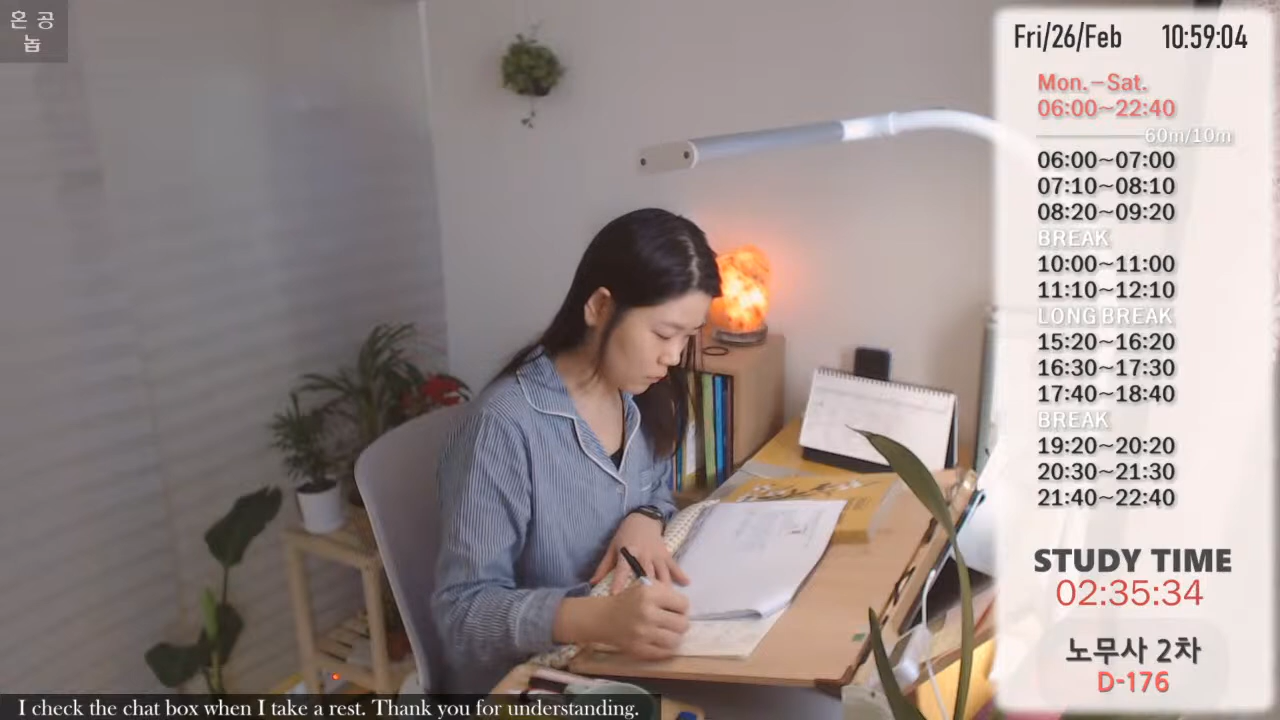 혼 공
놉
Fri/26/Feb 10:59:04
Mon.-Sat.
06:00~22:40
60m/10m
06:00~07:00
07:10~08:10
08:20~09:20
BREAK
10:00~11:00
11:10~12:10
LONG BREAK
15:20~16:20
16:30~17:30
17:40~18:40
BREAK
19:20~20:20
20:30~21:30
21:40~22:40
STUDY TIME
02:35:34
노무사 2차
D-176
I check the chat box when I take a rest. Thank you for understanding.